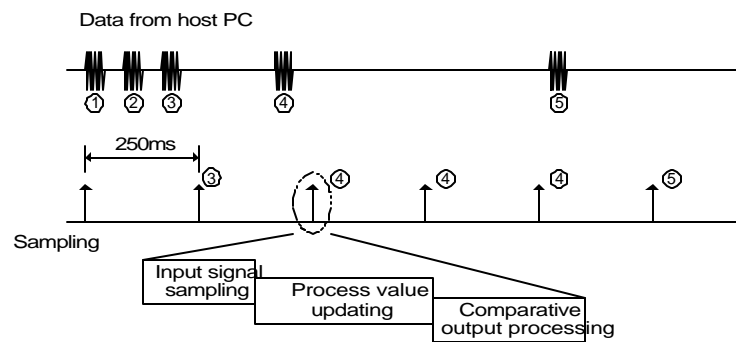 Data from host PC
① ② ③ ④ ⑤
250ms
③ ④ ④ ④ ⑤
Sampling
Input signal
sampling
Process value
updating
Comparative
output processing